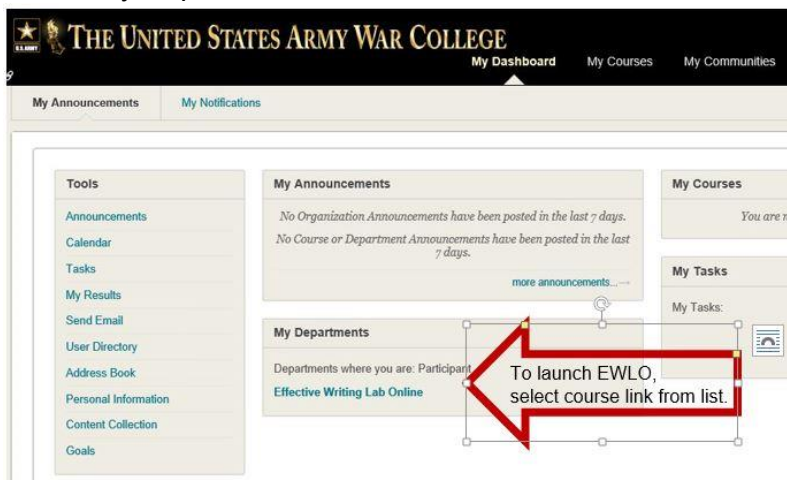 THE UNITED STATES ARMY WAR COLLEGE
U.S. ARMY
My Dashboard My Courses My Communities
My Announcements My Notifications
Tools
Announcements
Calendar
Tasks
My Results
Send Email
User Directory
Address Book
Personal Information
Content Collection
Goals
My Announcements
No Organization Announcements have been posted in the last 7 days.
No Course or Department Announcements have been posted in the last
7 days.
more announcements...→
My Departments
Departments where you are: Participant
Effective Writing Lab Online
To launch EWLO,
select course link from list.
My Courses
You are
My Tasks
My Tasks: